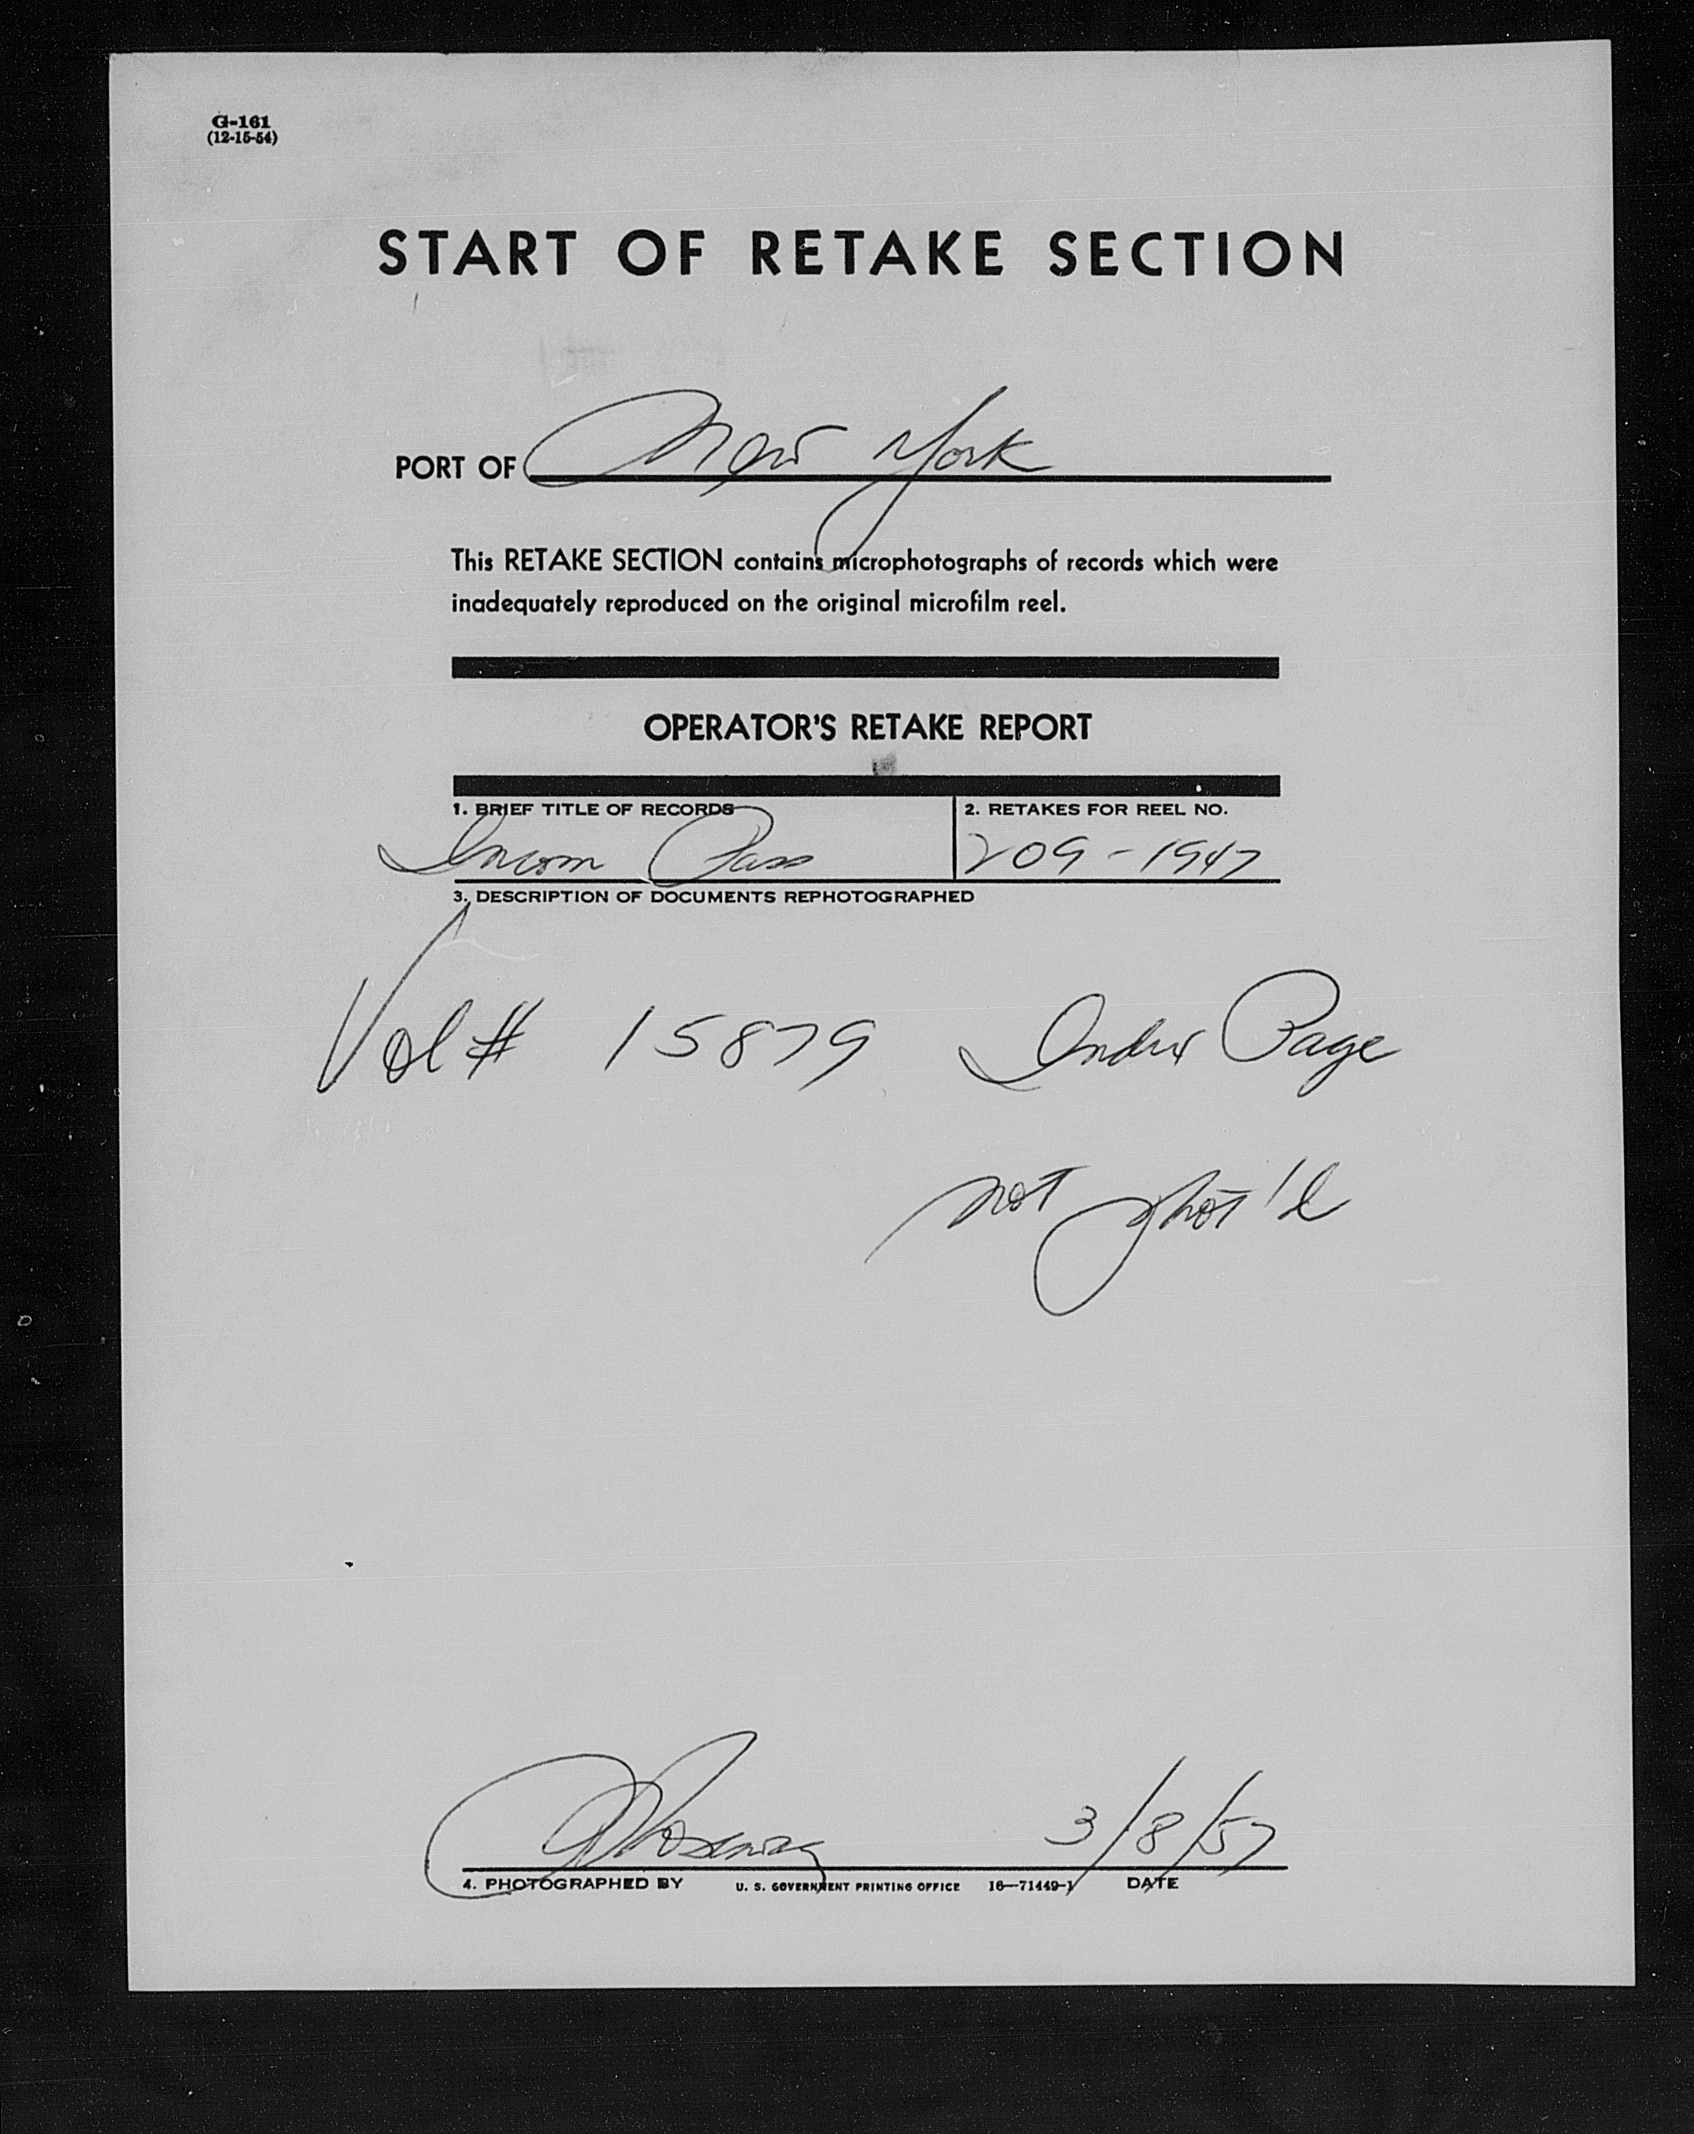 G-161
(12-15-54)
START OF RETAKE SECTION
PORT OF New York
This RETAKE SECTION contains microphotographs of records which were
inadequately reproduced on the original microfilm reel.
OPERATOR'S RETAKE REPORT
1. BRIEF TITLE OF RECORDS 2. RETAKES FOR REEL NO.
Incom Pass 209-1947
3. DESCRIPTION OF DOCUMENTS REPHOTOGRAPHED
Vol # 15879 Index Page
not phot'd
3/8/57
4. PHOTOGRAPHED BY U. S. GOVERNMENT PRINTING OFFICE 16—71449-1 DATE